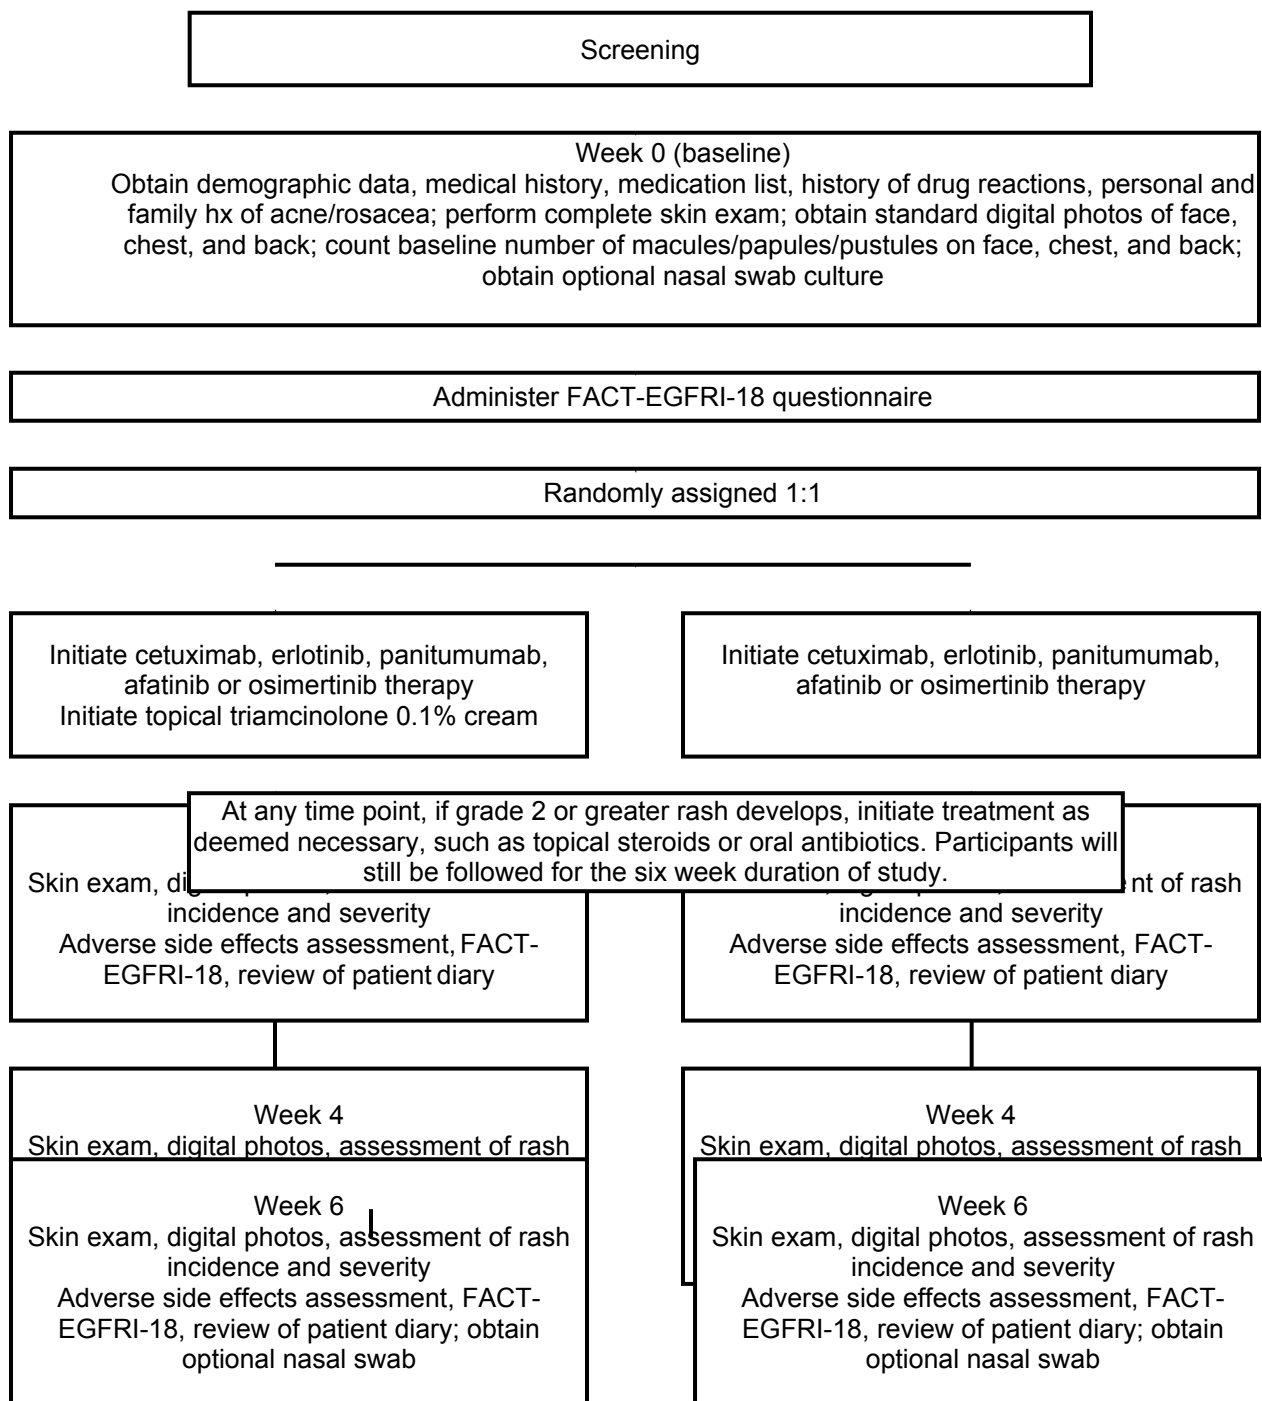 Screening
Week 0 (baseline)
Obtain demographic data, medical history, medication list, history of drug reactions, personal and
family hx of acne/rosacea; perform complete skin exam; obtain standard digital photos of face,
chest, and back; count baseline number of macules/papules/pustules on face, chest, and back;
obtain optional nasal swab culture
Administer FACT-EGFRI-18 questionnaire
Randomly assigned 1:1
Initiate cetuximab, erlotinib, panitumumab,
afatinib or osimertinib therapy
Initiate topical triamcinolone 0.1% cream
Initiate cetuximab, erlotinib, panitumumab,
afatinib or osimertinib therapy
At any time point, if grade 2 or greater rash develops, initiate treatment as
deemed necessary, such as topical steroids or oral antibiotics. Participants will
still be followed for the six week duration of study.
Skin exam,
incidence and severity
Adverse side effects assessment, FACT-
EGFRI-18, review of patient diary
of rash
incidence and severity
Adverse side effects assessment, FACT-
EGFRI-18, review of patient diary
Week 4
Skin exam, digital photos, assessment of rash
Week 4
Skin exam, digital photos, assessment of rash
Week 6
Skin exam, digital photos, assessment of rash
incidence and severity
Adverse side effects assessment, FACT-
EGFRI-18, review of patient diary; obtain
optional nasal swab
Week 6
Skin exam, digital photos, assessment of rash
incidence and severity
Adverse side effects assessment, FACT-
EGFRI-18, review of patient diary; obtain
optional nasal swab